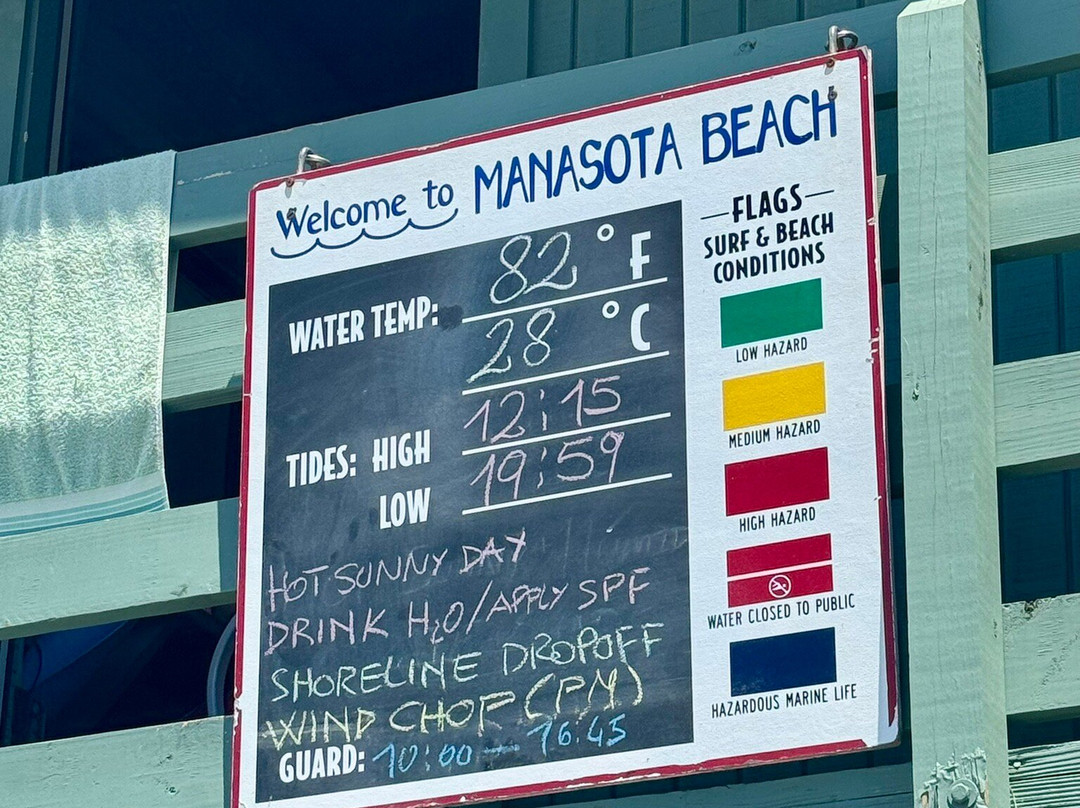 Welcome to MANASOTA BEACH
WATER TEMP: 82 °F
28 °C
TIDES: HIGH 12:15
LOW 19:59
HOT SUNNY DAY
DRINK H2O/APPLY SPF
SHORELINE DROPOFF
WIND CHOP (PM)
GUARD: 10:00 — 16:45
FLAGS
SURF & BEACH
CONDITIONS
LOW HAZARD
MEDIUM HAZARD
HIGH HAZARD
WATER CLOSED TO PUBLIC
HAZARDOUS MARINE LIFE